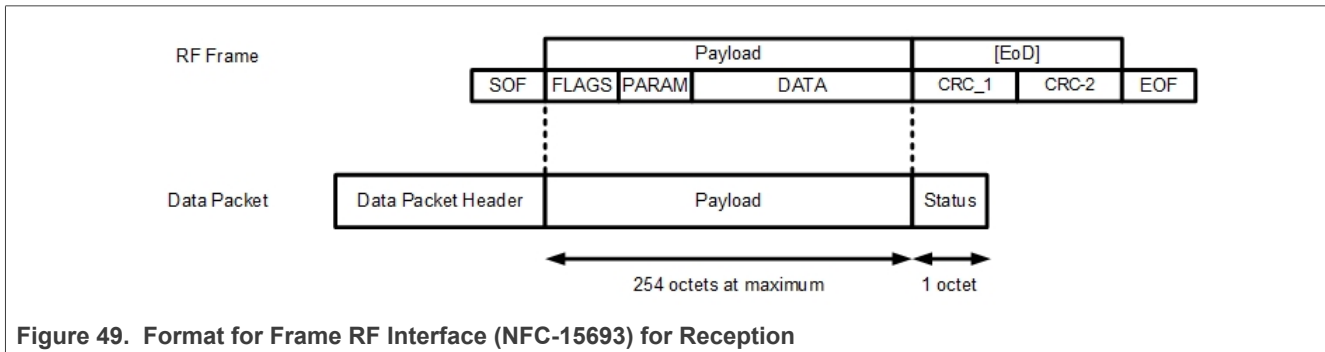 RF Frame
Payload
[EoD]
SOF
FLAGS
PARAM
DATA
CRC_1
CRC-2
EOF
Data Packet
Data Packet Header
Payload
Status
254 octets at maximum
1 octet
Figure 49. Format for Frame RF Interface (NFC-15693) for Reception